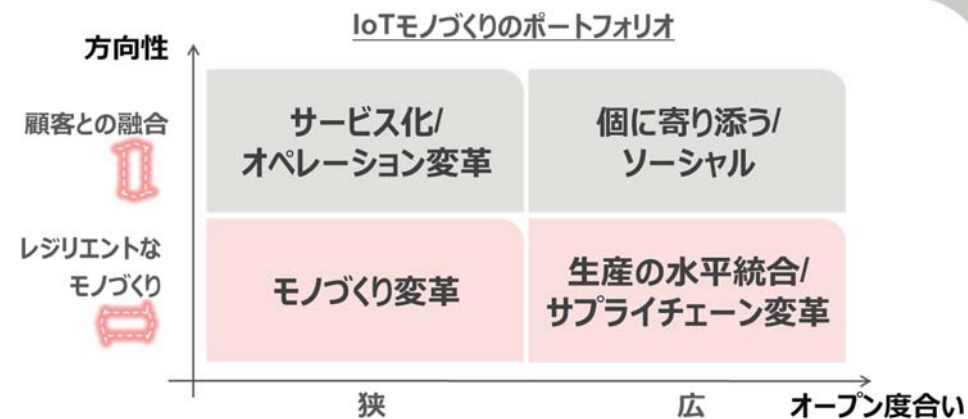 IoTモノづくりのポートフォリオ
方向性
顧客との融合
サービス化/
オペレーション変革
個に寄り添う/
ソーシャル
レジリエントな
モノづくり
モノづくり変革
生産の水平統合/
サプライチェーン変革
狭
広
オープン度合い